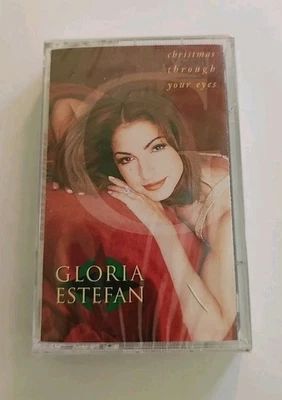 christmas
through
your eyes
GLORIA
ESTEFAN